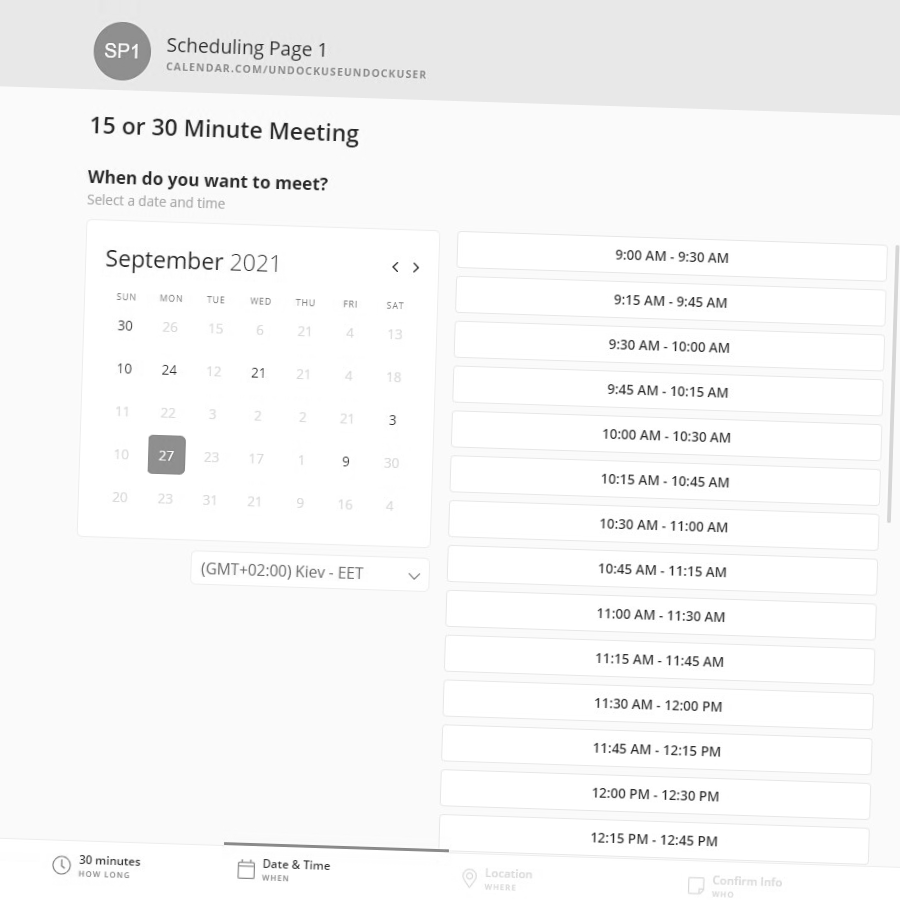 SP1
Scheduling Page 1
CALENDAR.COM/UNDOCKUSEUNDOCKUSER
15 or 30 Minute Meeting
When do you want to meet?
Select a date and time
September 2021
SUN MON TUE WED THU FRI SAT
30 26 15 6 21 4 13
10 24 12 21 21 4 18
11 22 3 2 2 21 3
10 27 23 17 1 9 30
20 23 31 21 9 16 4
(GMT+02:00) Kiev - EET
9:00 AM - 9:30 AM
9:15 AM - 9:45 AM
9:30 AM - 10:00 AM
9:45 AM - 10:15 AM
10:00 AM - 10:30 AM
10:15 AM - 10:45 AM
10:30 AM - 11:00 AM
10:45 AM - 11:15 AM
11:00 AM - 11:30 AM
11:15 AM - 11:45 AM
11:30 AM - 12:00 PM
11:45 AM - 12:15 PM
12:00 PM - 12:30 PM
12:15 PM - 12:45 PM
30 minutes
HOW LONG
Date & Time
WHEN
Location
WHERE
Confirm Info
WHO